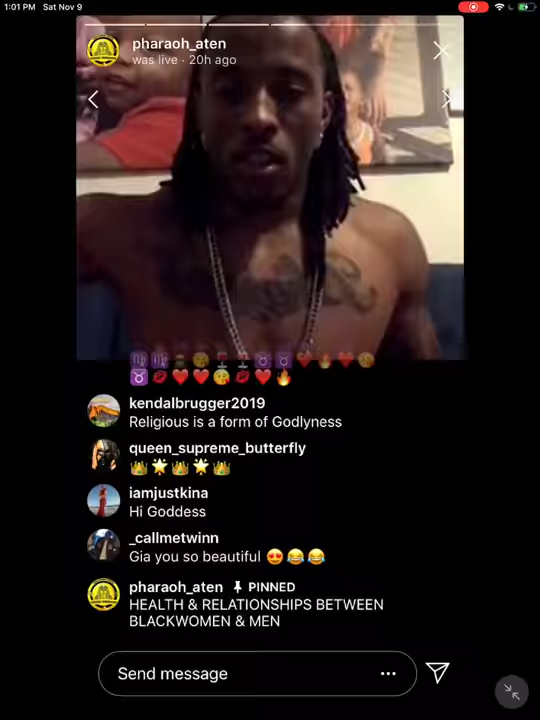 1:01 PM Sat Nov 9
pharaoh_aten
was live · 20h ago
kendalbrugger2019
Religious is a form of Godlyness
queen_supreme_butterfly
👑🌟👑🌟👑
iamjustkina
Hi Goddess
_callmetwinn
Gia you so beautiful 😍😂😂
pharaoh_aten PINNED
HEALTH & RELATIONSHIPS BETWEEN
BLACKWOMEN & MEN
Send message